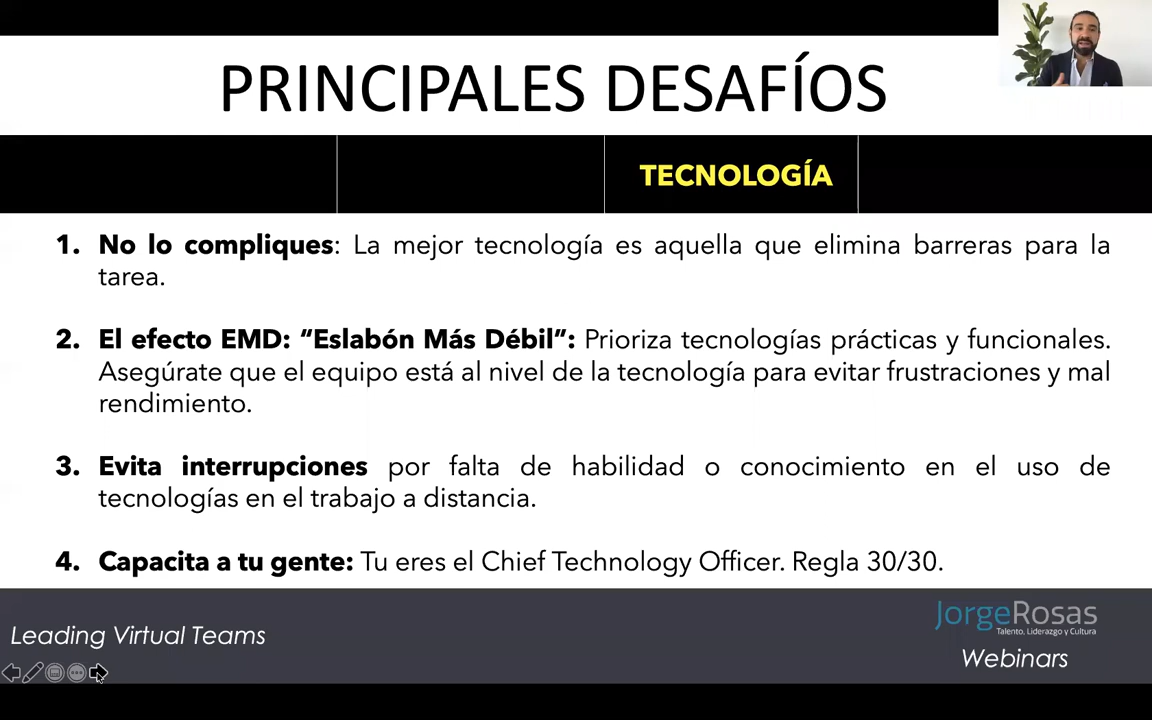 PRINCIPALES DESAFÍOS
TECNOLOGÍA
1. No lo compliques: La mejor tecnología es aquella que elimina barreras para la
tarea.
2. El efecto EMD: “Eslabón Más Débil”: Prioriza tecnologías prácticas y funcionales.
Asegúrate que el equipo está al nivel de la tecnología para evitar frustraciones y mal
rendimiento.
3. Evita interrupciones por falta de habilidad o conocimiento en el uso de
tecnologías en el trabajo a distancia.
4. Capacita a tu gente: Tu eres el Chief Technology Officer. Regla 30/30.
Leading Virtual Teams
JorgeRosas
Talento, Liderazgo y Cultura
Webinars